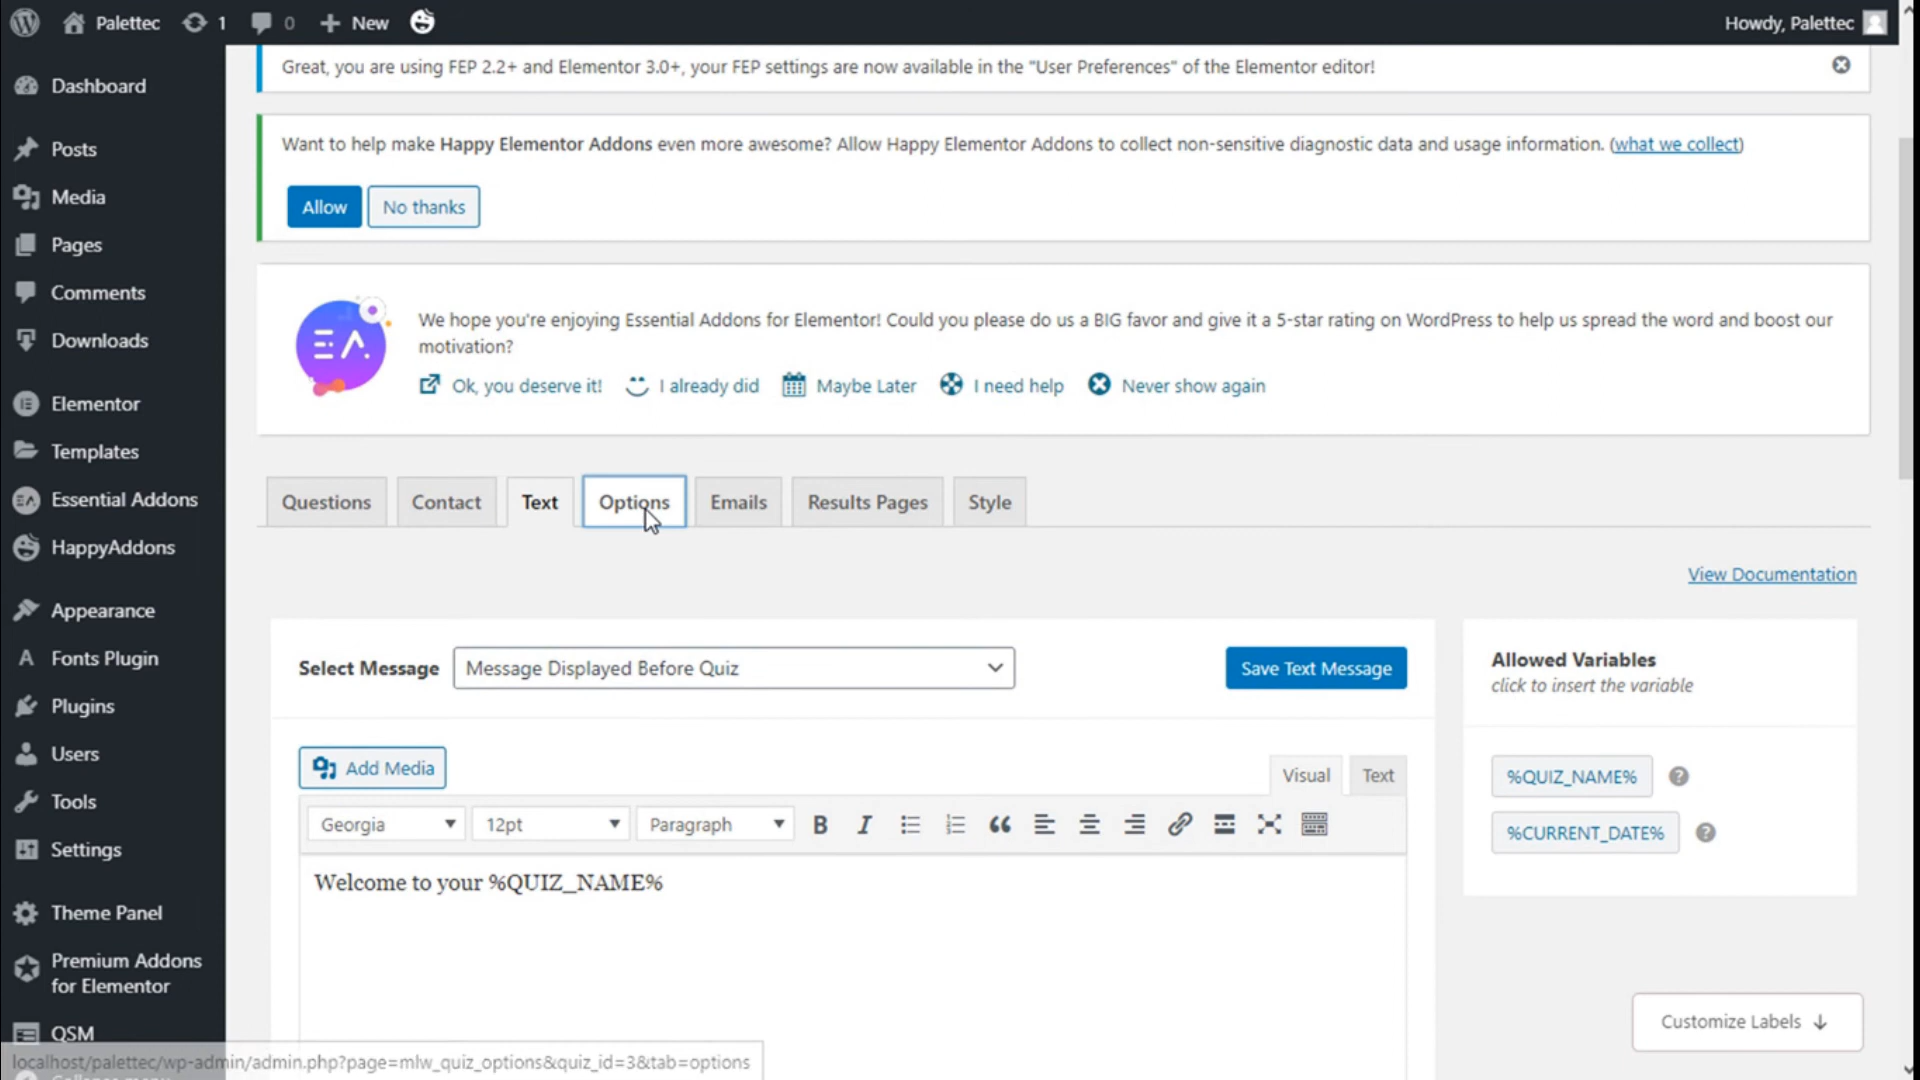 Palettec
1
0
New
Howdy, Palettec
Dashboard
Posts
Media
Pages
Comments
Downloads
Elementor
Templates
Essential Addons
HappyAddons
Appearance
Fonts Plugin
Plugins
Users
Tools
Settings
Theme Panel
Premium Addons
for Elementor
QSM
Great, you are using FEP 2.2+ and Elementor 3.0+, your FEP settings are now available in the "User Preferences" of the Elementor editor!
Want to help make Happy Elementor Addons even more awesome? Allow Happy Elementor Addons to collect non-sensitive diagnostic data and usage information. (what we collect)
Allow
No thanks
We hope you're enjoying Essential Addons for Elementor! Could you please do us a BIG favor and give it a 5-star rating on WordPress to help us spread the word and boost our
motivation?
Ok, you deserve it!
I already did
Maybe Later
I need help
Never show again
Questions
Contact
Text
Options
Emails
Results Pages
Style
View Documentation
Select Message
Message Displayed Before Quiz
Save Text Message
Add Media
Visual
Text
Georgia
12pt
Paragraph
Welcome to your %QUIZ_NAME%
Allowed Variables
click to insert the variable
%QUIZ_NAME%
%CURRENT_DATE%
Customize Labels
localhost/palettec/wp-admin/admin.php?page=mlw_quiz_options&quiz_id=3&tab=options